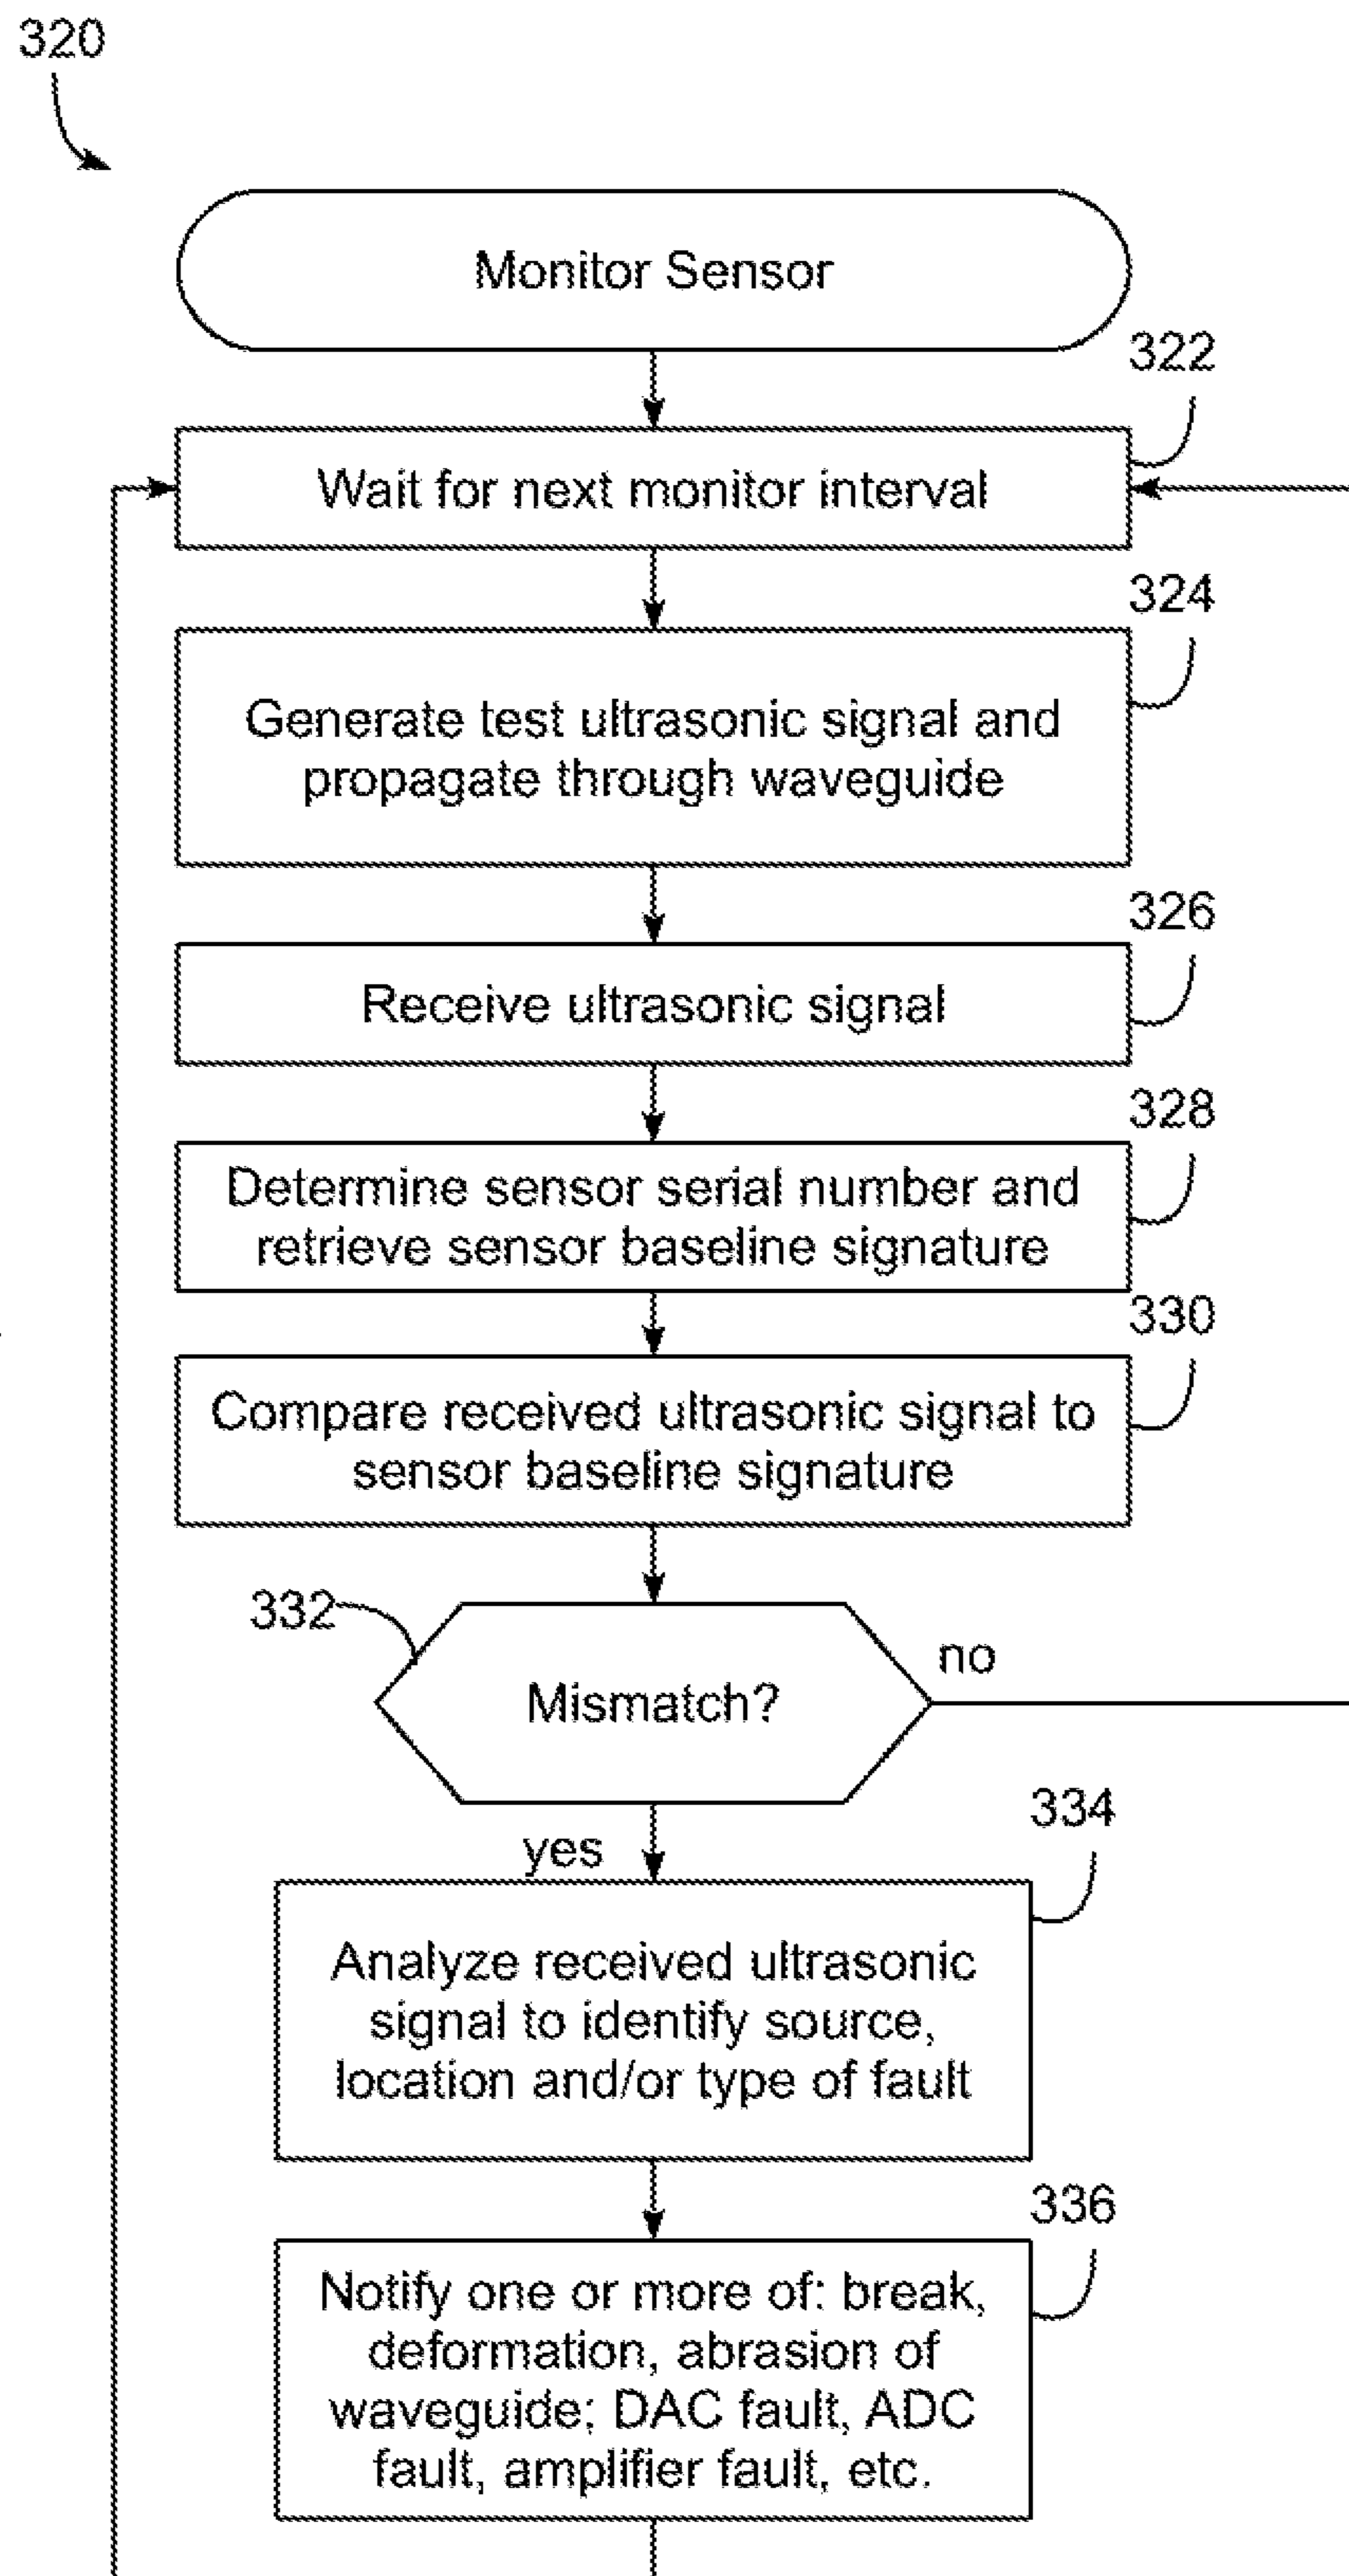 320
Monitor Sensor
322
Wait for next monitor interval
324
Generate test ultrasonic signal and
propagate through waveguide
326
Receive ultrasonic signal
328
Determine sensor serial number and
retrieve sensor baseline signature
330
Compare received ultrasonic signal to
sensor baseline signature
332
Mismatch?
no
yes
334
Analyze received ultrasonic
signal to identify source,
location and/or type of fault
336
Notify one or more of: break,
deformation, abrasion of
waveguide; DAC fault, ADC
fault, amplifier fault, etc.